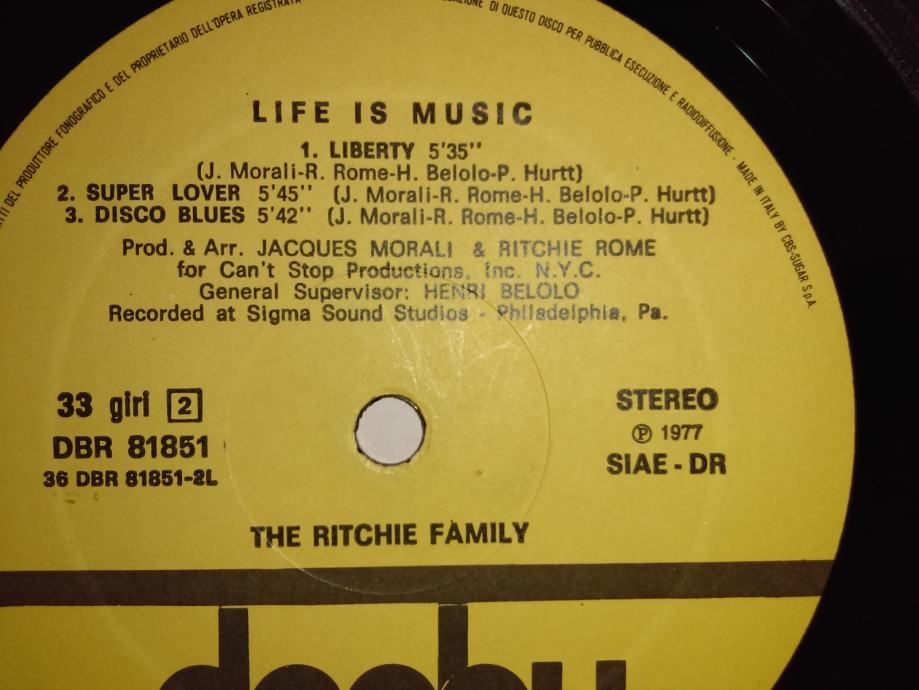 TTI DEL PRODUTTORE FONOGRAFICO E DEL PROPRIETARIO DELL'OPERA REGISTRATA
DI QUESTO DISCO PER PUBBLICA ESECUZIONE E RADIODIFFUSIONE - MADE IN ITALY BY CBS-SUGAR S.p.A.
LIFE IS MUSIC
1. LIBERTY 5'35''
(J. Morali-R. Rome-H. Belolo-P. Hurtt)
2. SUPER LOVER 5'45'' (J. Morali-R. Rome-H. Belolo-P. Hurtt)
3. DISCO BLUES 5'42'' (J. Morali-R. Rome-H. Belolo-P. Hurtt)
Prod. & Arr. JACQUES MORALI & RITCHIE ROME
for Can't Stop Productions, Inc. N.Y.C.
General Supervisor: HENRI BELOLO
Recorded at Sigma Sound Studios - Philadelphia, Pa.
33 giri 2
DBR 81851
36 DBR 81851-2L
STEREO
Ⓟ 1977
SIAE - DR
THE RITCHIE FAMILY